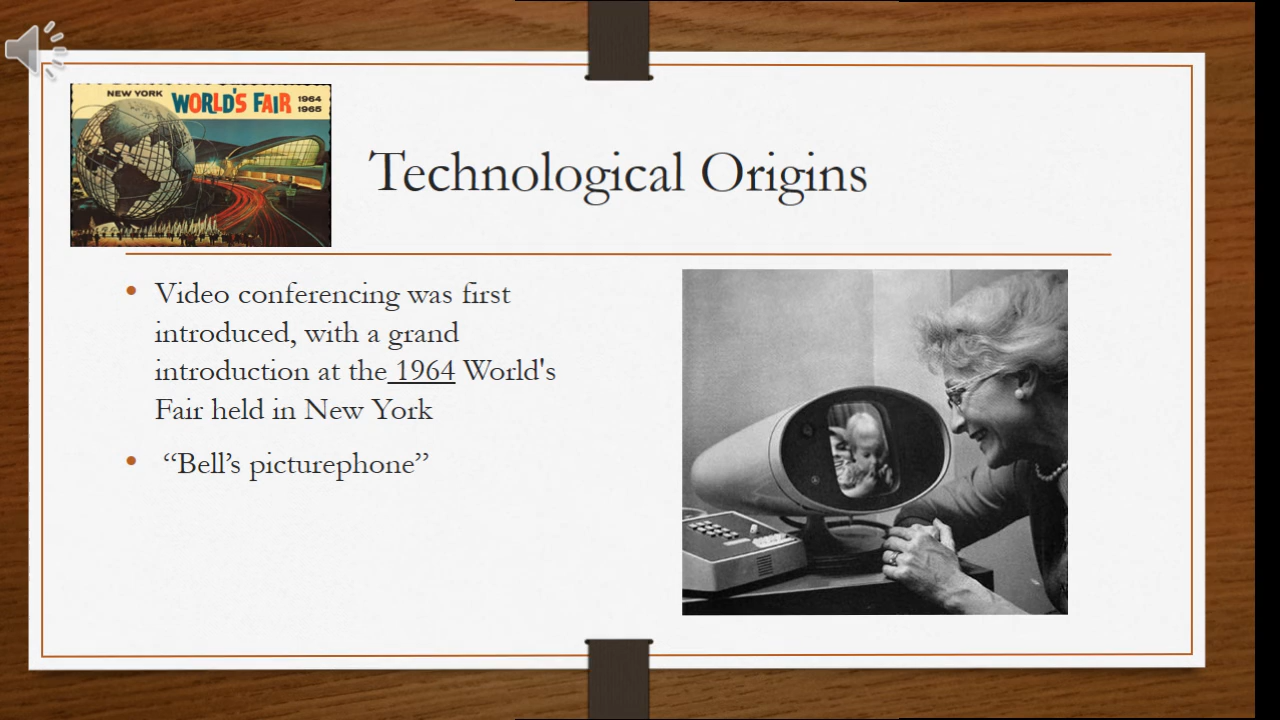 NEW YORK WORLD'S FAIR 1964
1965
Technological Origins
Video conferencing was first
introduced, with a grand
introduction at the 1964 World's
Fair held in New York
“Bell’s picturephone”